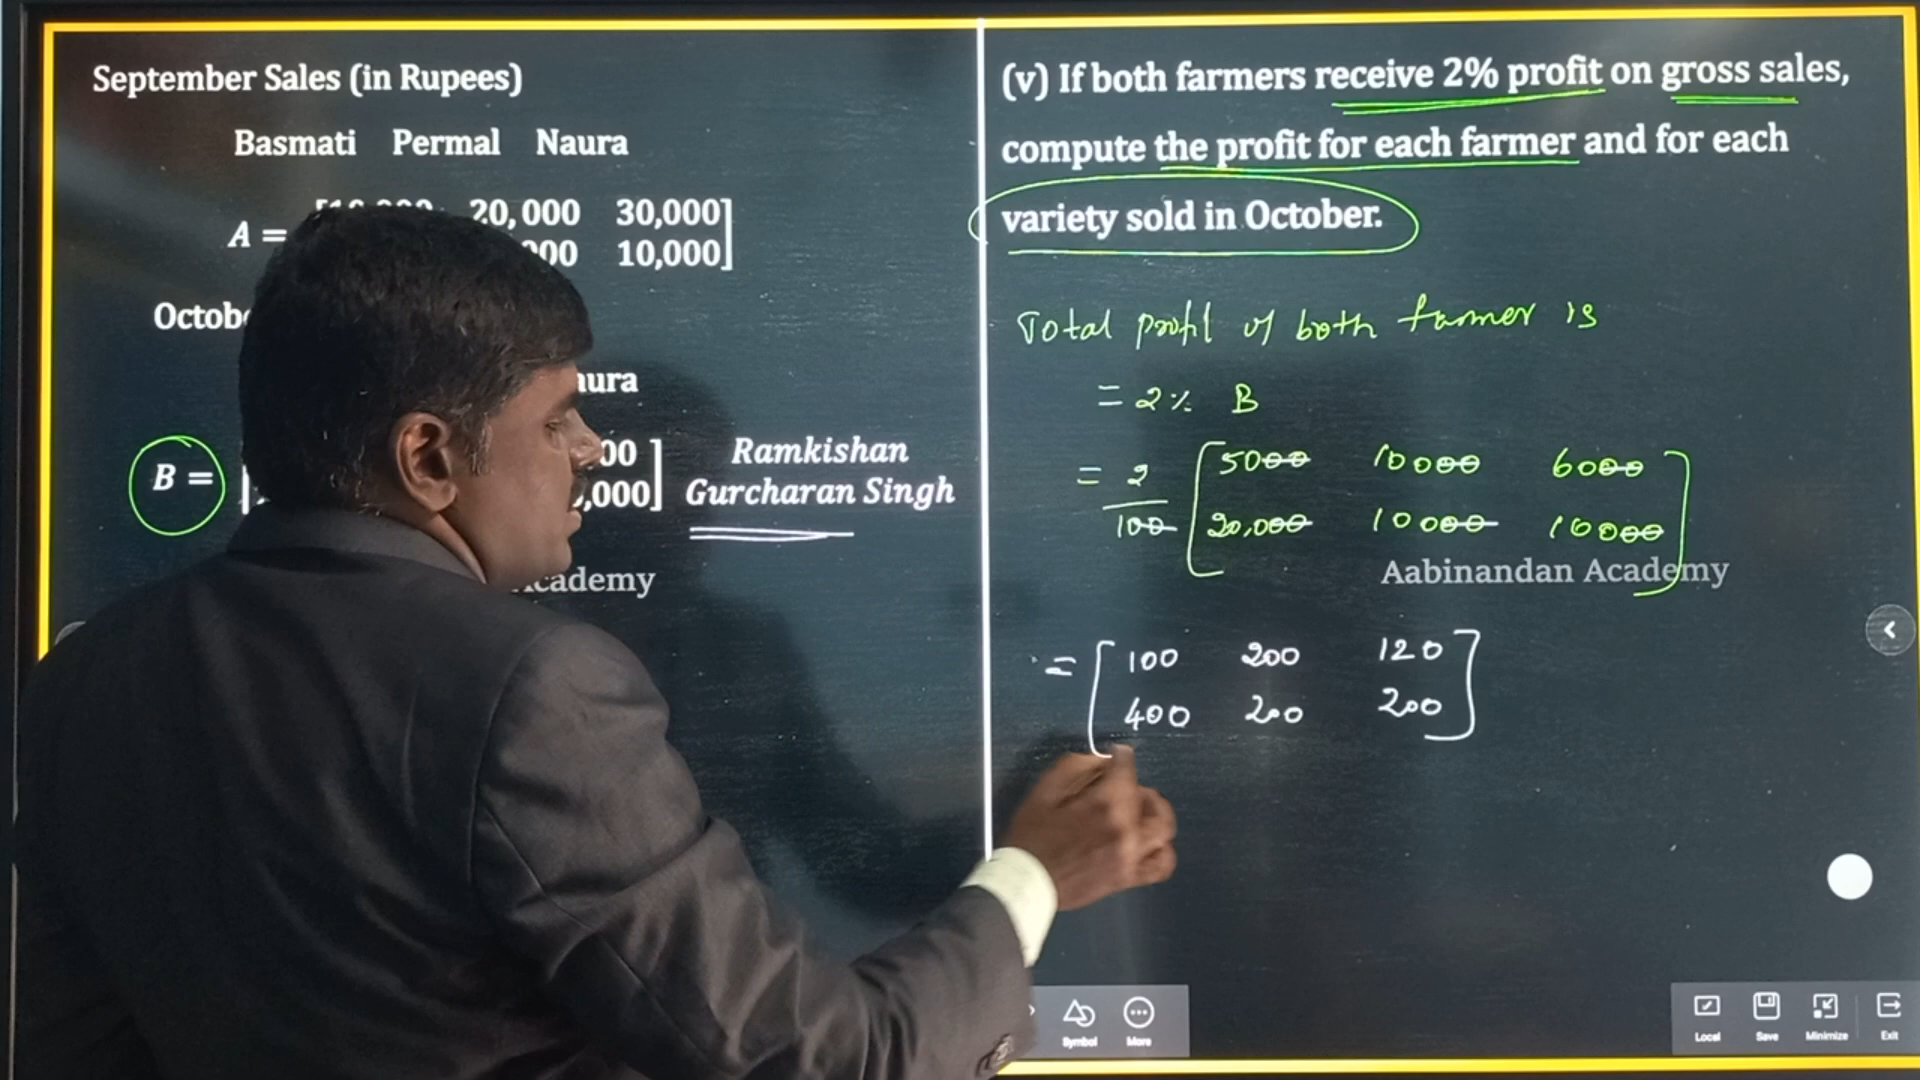 September Sales (in Rupees)
Basmati Permal Naura
A = 20,000 30,000]
10,000]
B = Ramkishan
,000] Gurcharan Singh
(v) If both farmers receive 2% profit on gross sales,
compute the profit for each farmer and for each
variety sold in October.
Total profit of both farmer is
= 2% B
= 2/100 [5000 10000 6000
20,000 10000 10000]
Aabinandan Academy
= [100 200 120
400 200 200]
Symbol More
Local Save Minimize Exit